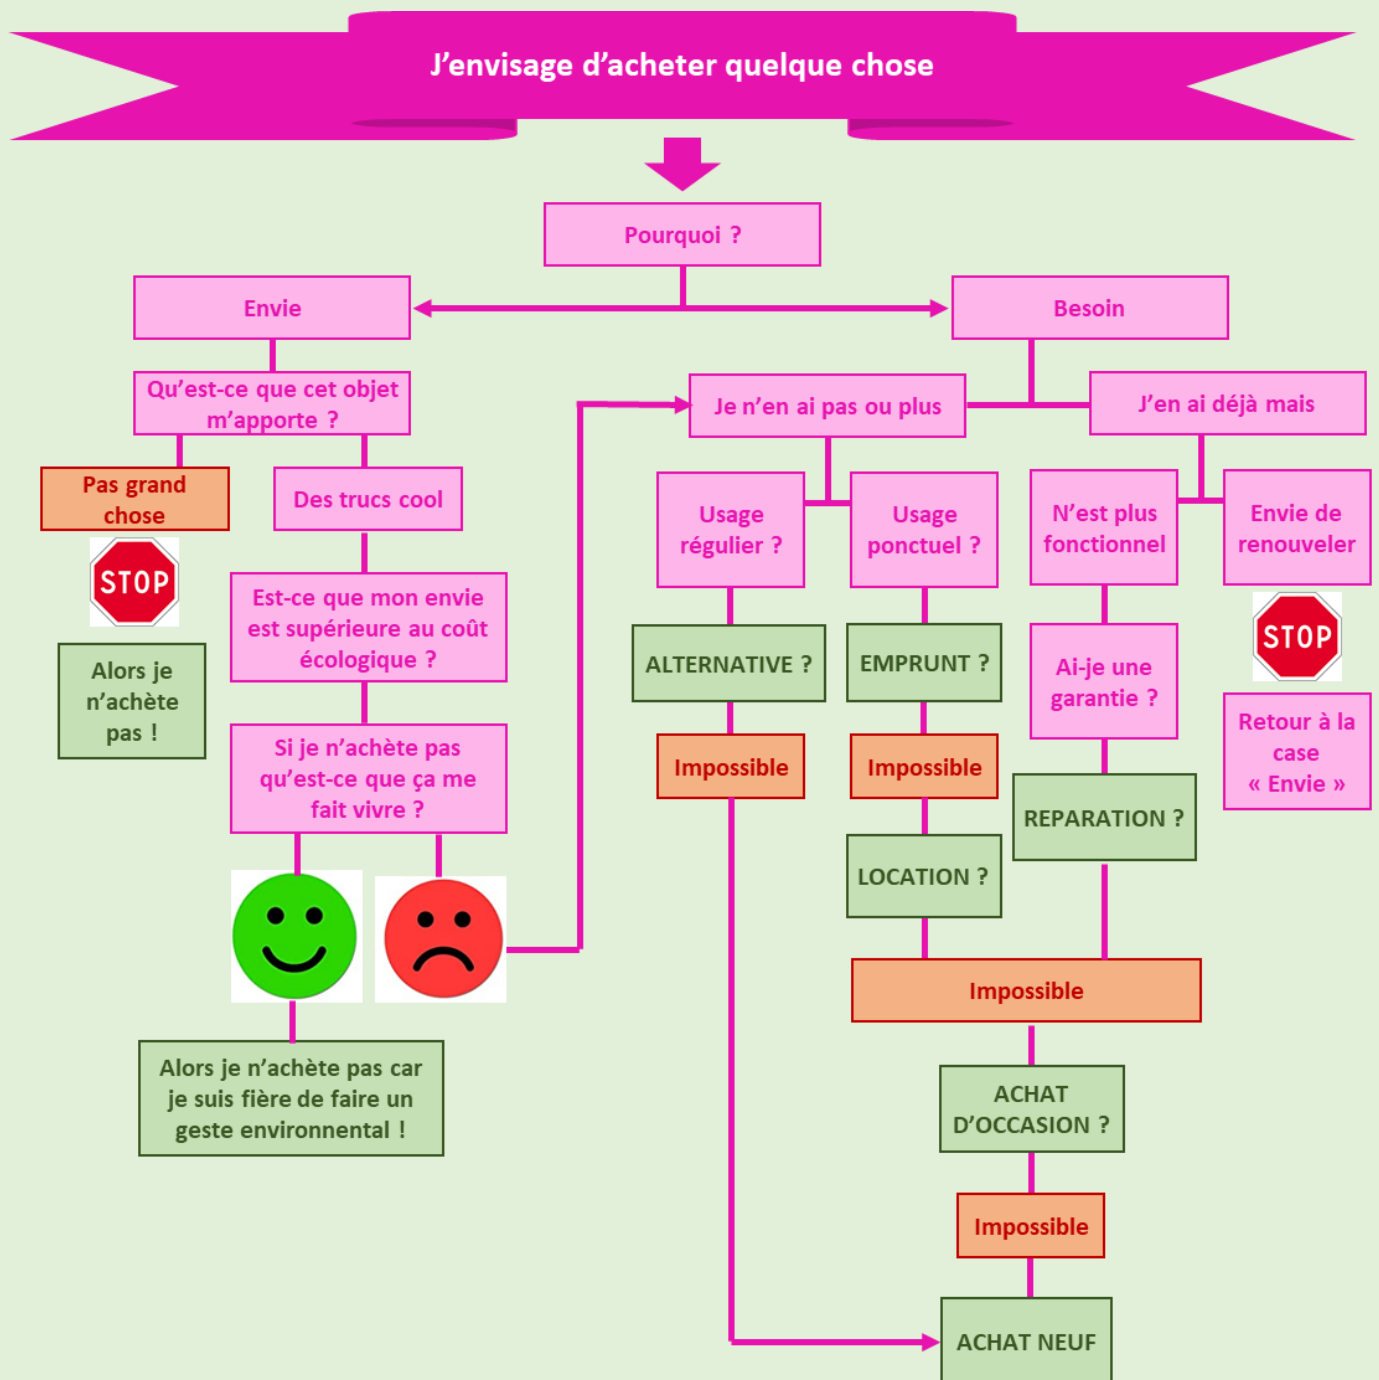 J'envisage d'acheter quelque chose
Pourquoi ?
Envie
Besoin
Qu'est-ce que cet objet
m'apporte ?
Je n'en ai pas ou plus
J'en ai déjà mais
Pas grand
chose
Des trucs cool
Usage
régulier ?
Usage
ponctuel ?
N'est plus
fonctionnel
Envie de
renouveler
STOP
STOP
Est-ce que mon envie
est supérieure au coût
écologique ?
Alors je
n'achète
pas !
ALTERNATIVE ?
EMPRUNT ?
Ai-je une
garantie ?
Retour à la
case
« Envie »
Si je n'achète pas
qu'est-ce que ça me
fait vivre ?
Impossible
Impossible
REPARATION ?
LOCATION ?
Impossible
Alors je n'achète pas car
je suis fière de faire un
geste environnental !
ACHAT
D'OCCASION ?
Impossible
ACHAT NEUF